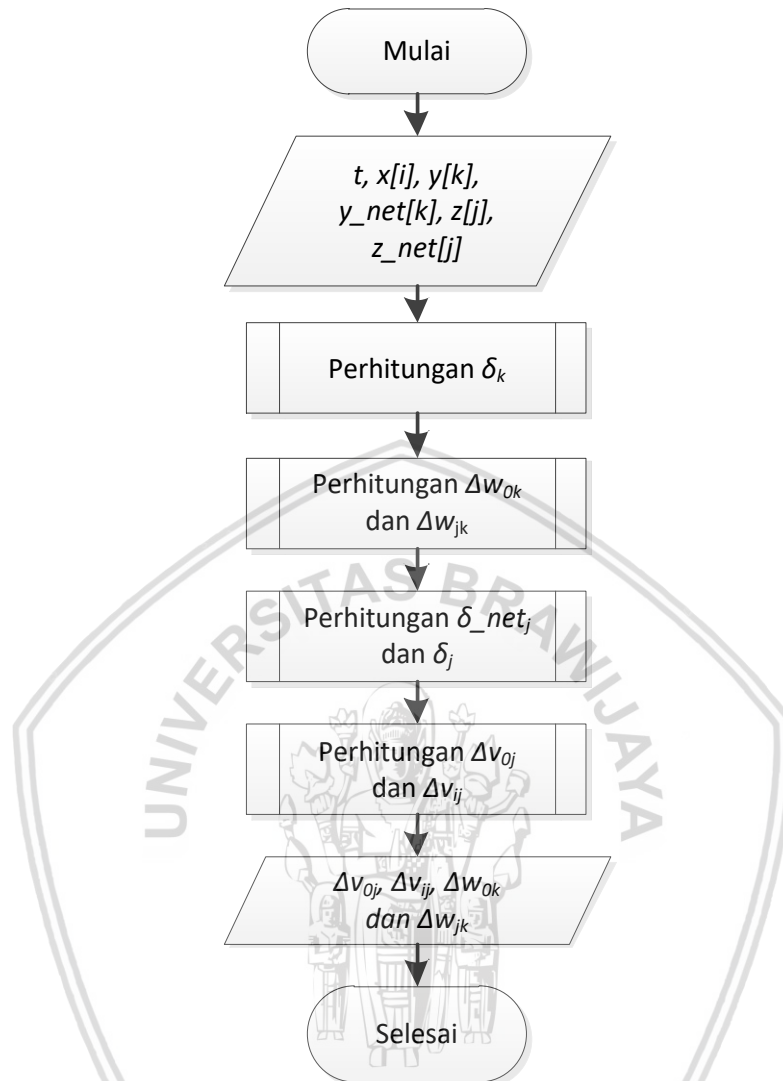 Mulai
t, x[i], y[k],
y_net[k], z[j],
z_net[j]
Perhitungan δk
Perhitungan Δw0k
dan Δwjk
Perhitungan δ_netj
dan δj
Perhitungan Δv0j
dan Δvij
Δv0j, Δvij, Δw0k
dan Δwjk
Selesai
UNIVERSITAS BRAWIJAYA